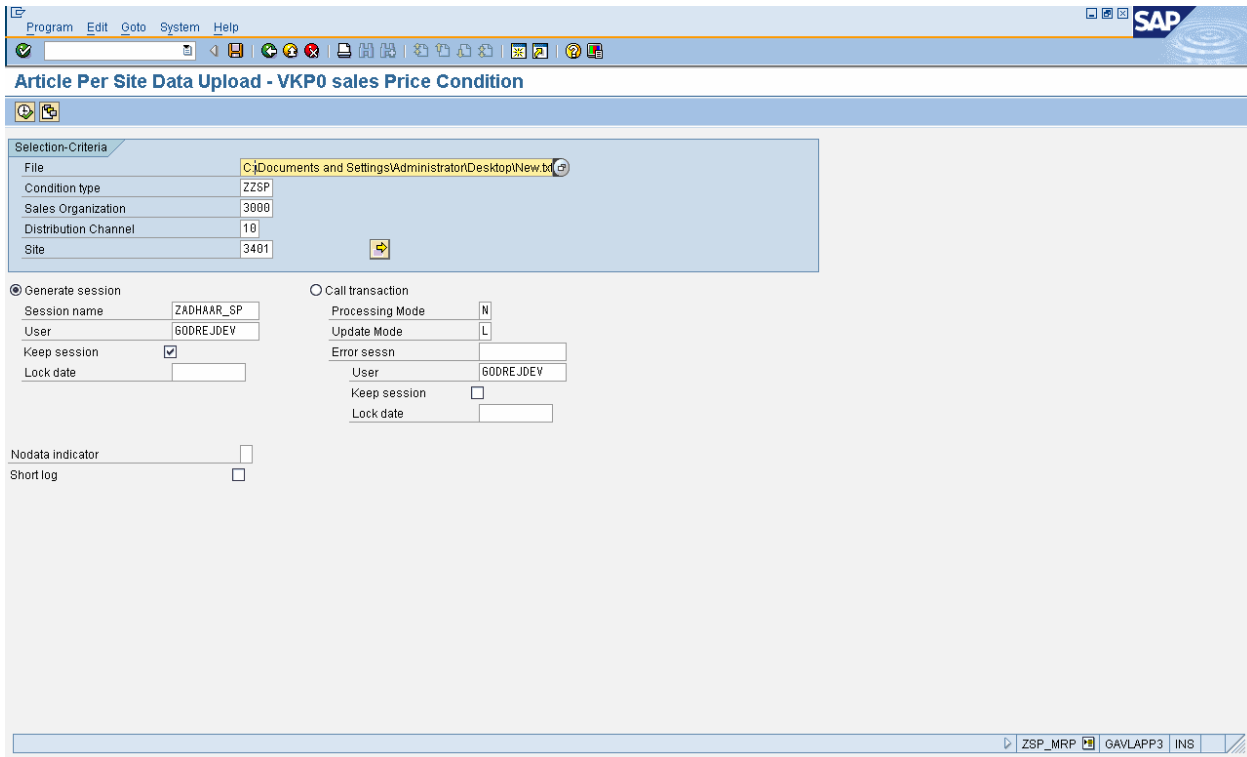 Program Edit Goto System Help
SAP
Article Per Site Data Upload - VKP0 sales Price Condition
Selection-Criteria
File C:\Documents and Settings\Administrator\Desktop\New.txt
Condition type ZZSP
Sales Organization 3000
Distribution Channel 10
Site 3401
Generate session Call transaction
Session name ZADHAAR_SP Processing Mode N
User GODREJDEV Update Mode L
Keep session Error sessn
Lock date User GODREJDEV
Keep session
Lock date
Nodata indicator
Short log
ZSP_MRP GAVLAPP3 INS